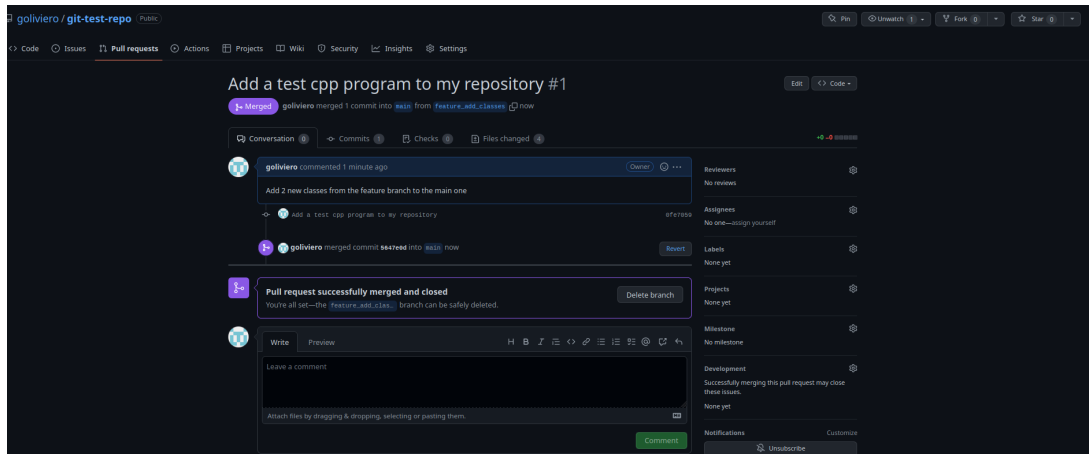 goliviero / git-test-repo Public
Pin
Unwatch 1
Fork 0
Star 0
Code
Issues
Pull requests
Actions
Projects
Wiki
Security
Insights
Settings
Add a test cpp program to my repository #1
Edit
Code
Merged goliviero merged 1 commit into main from feature_add_classes now
Conversation 0
Commits 1
Checks 0
Files changed 4
+0 −0
goliviero commented 1 minute ago
Owner
Add 2 new classes from the feature branch to the main one
Add a test cpp program to my repository
0fe7059
goliviero merged commit 5647e0d into main now
Revert
Pull request successfully merged and closed
You're all set—the feature_add_clas… branch can be safely deleted.
Delete branch
Write
Preview
Leave a comment
Attach files by dragging & dropping, selecting or pasting them.
Comment
Reviewers
No reviews
Assignees
No one—assign yourself
Labels
None yet
Projects
None yet
Milestone
No milestone
Development
Successfully merging this pull request may close
these issues.
None yet
Notifications
Customize
Unsubscribe